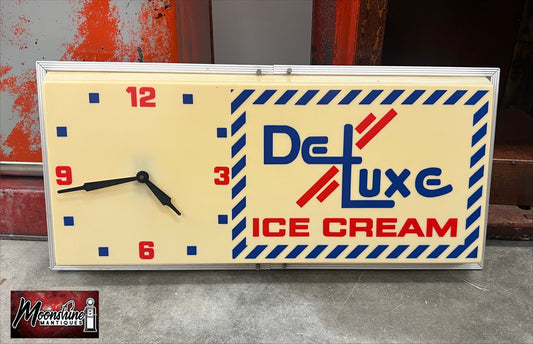 12
9
3
6
DeLuxe
ICE CREAM
Moonshine
MANTIQUES